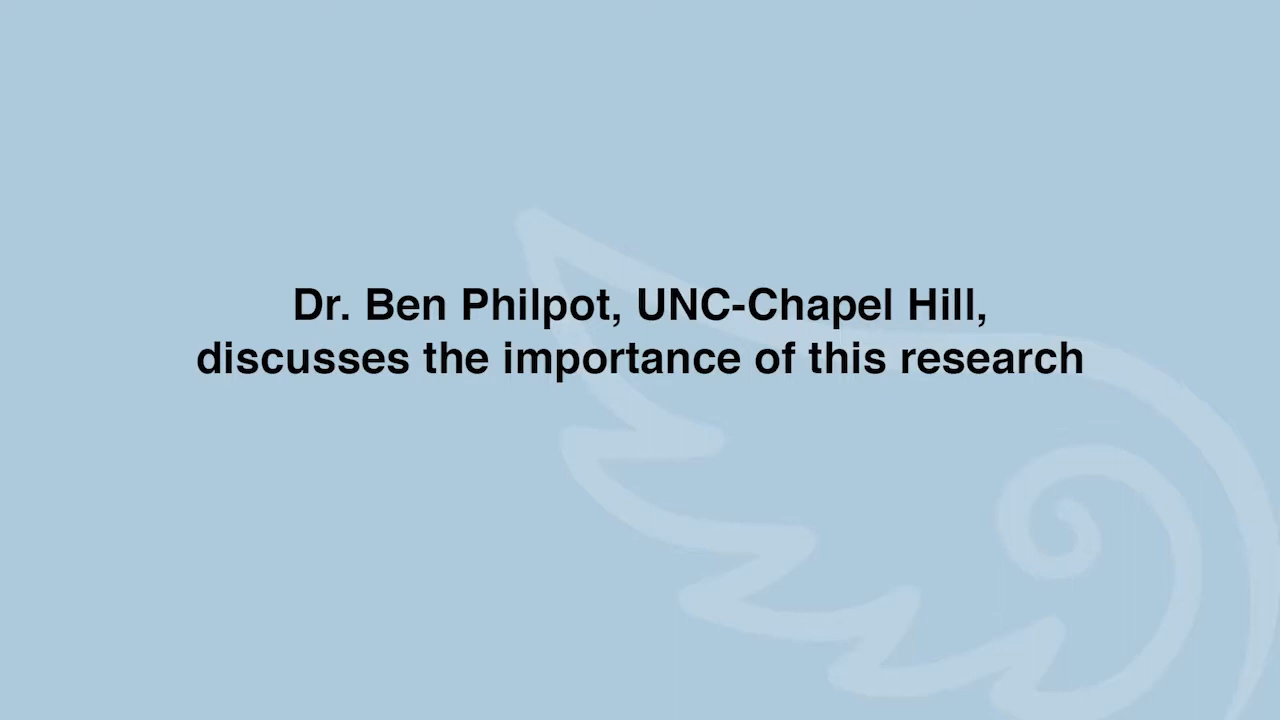 Dr. Ben Philpot, UNC-Chapel Hill,
discusses the importance of this research